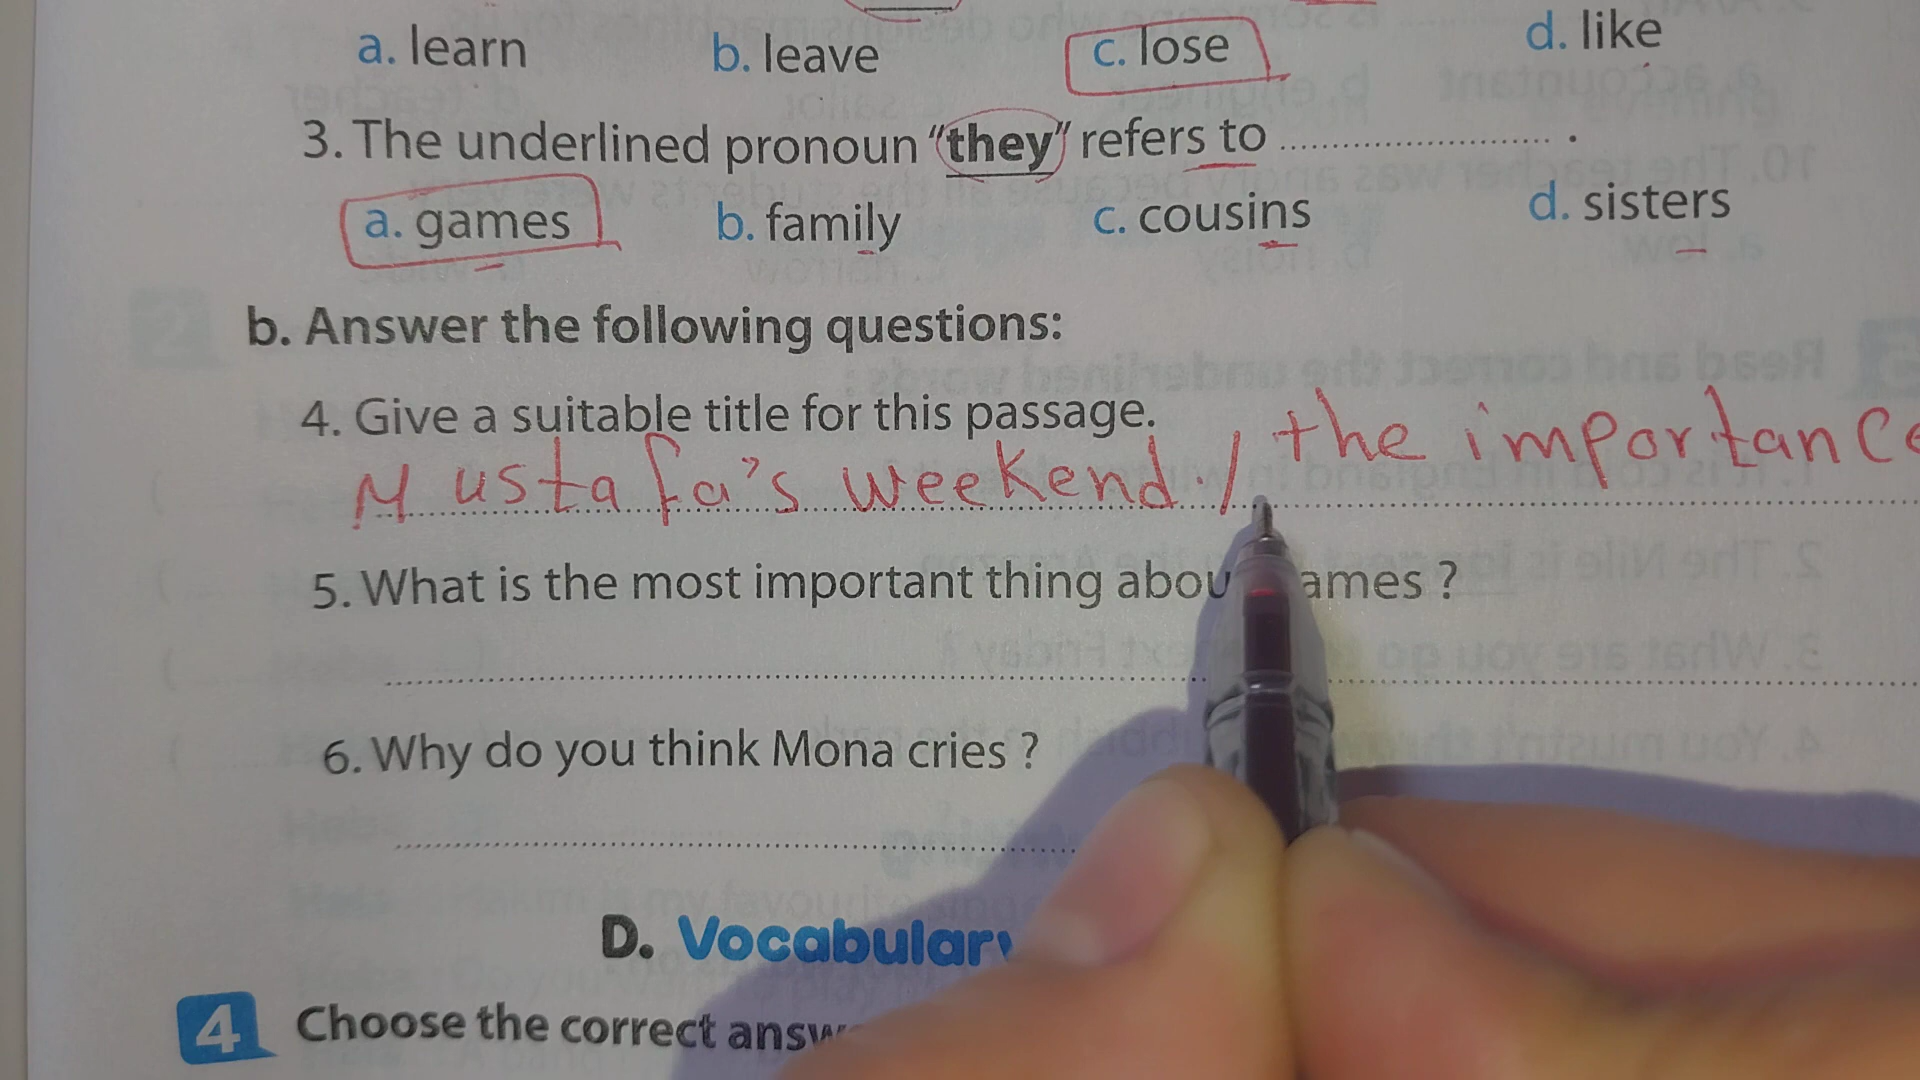 a. learn b. leave c. lose d. like
3. The underlined pronoun “they” refers to .......................... .
a. games b. family c. cousins d. sisters
b. Answer the following questions:
4. Give a suitable title for this passage.
Mustafa's weekend. / the importance
5. What is the most important thing abou ames ?
6. Why do you think Mona cries ?
D. Vocabulary
4 Choose the correct answ